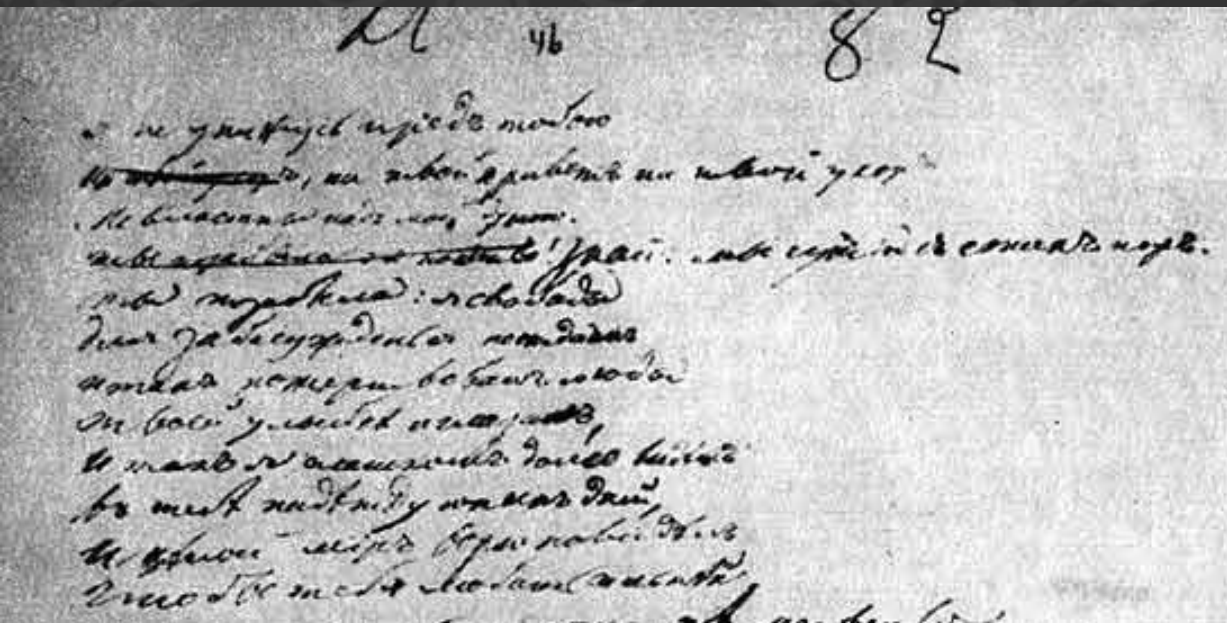 46 82
Я не унижусь предъ тобою
Ни твой привѣтъ ни твой укоръ
Не властны надъ моей душою.
Знай: мы чужіе съ этихъ поръ.
Ты позабыла: я свободы
Для заблужденья не отдамъ
И такъ пожертвовалъ я годы
Твоей улыбкѣ и глазамъ,
И такъ я слишкомъ долго видѣлъ
Въ тебѣ надежду юныхъ дней,
И цѣлый міръ возненавидѣлъ
Чтобы тебя любить сильнѣй,